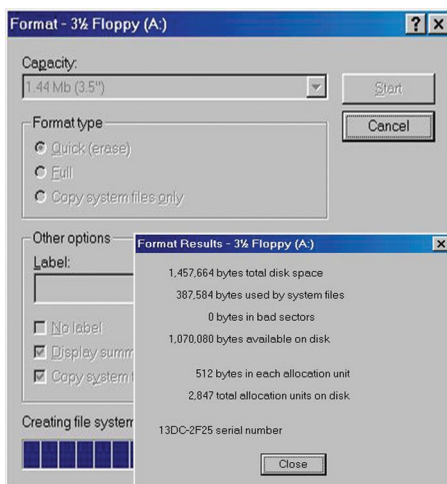 Format - 3½ Floppy (A:)
Capacity:
1.44 Mb (3.5")
Start
Cancel
Format type
Quick (erase)
Full
Copy system files only
Other options
Label:
No label
Display summ
Copy system f
Creating file system
Format Results - 3½ Floppy (A:)
1,457,664 bytes total disk space
387,584 bytes used by system files
0 bytes in bad sectors
1,070,080 bytes available on disk
512 bytes in each allocation unit
2,847 total allocation units on disk
13DC-2F25 serial number
Close